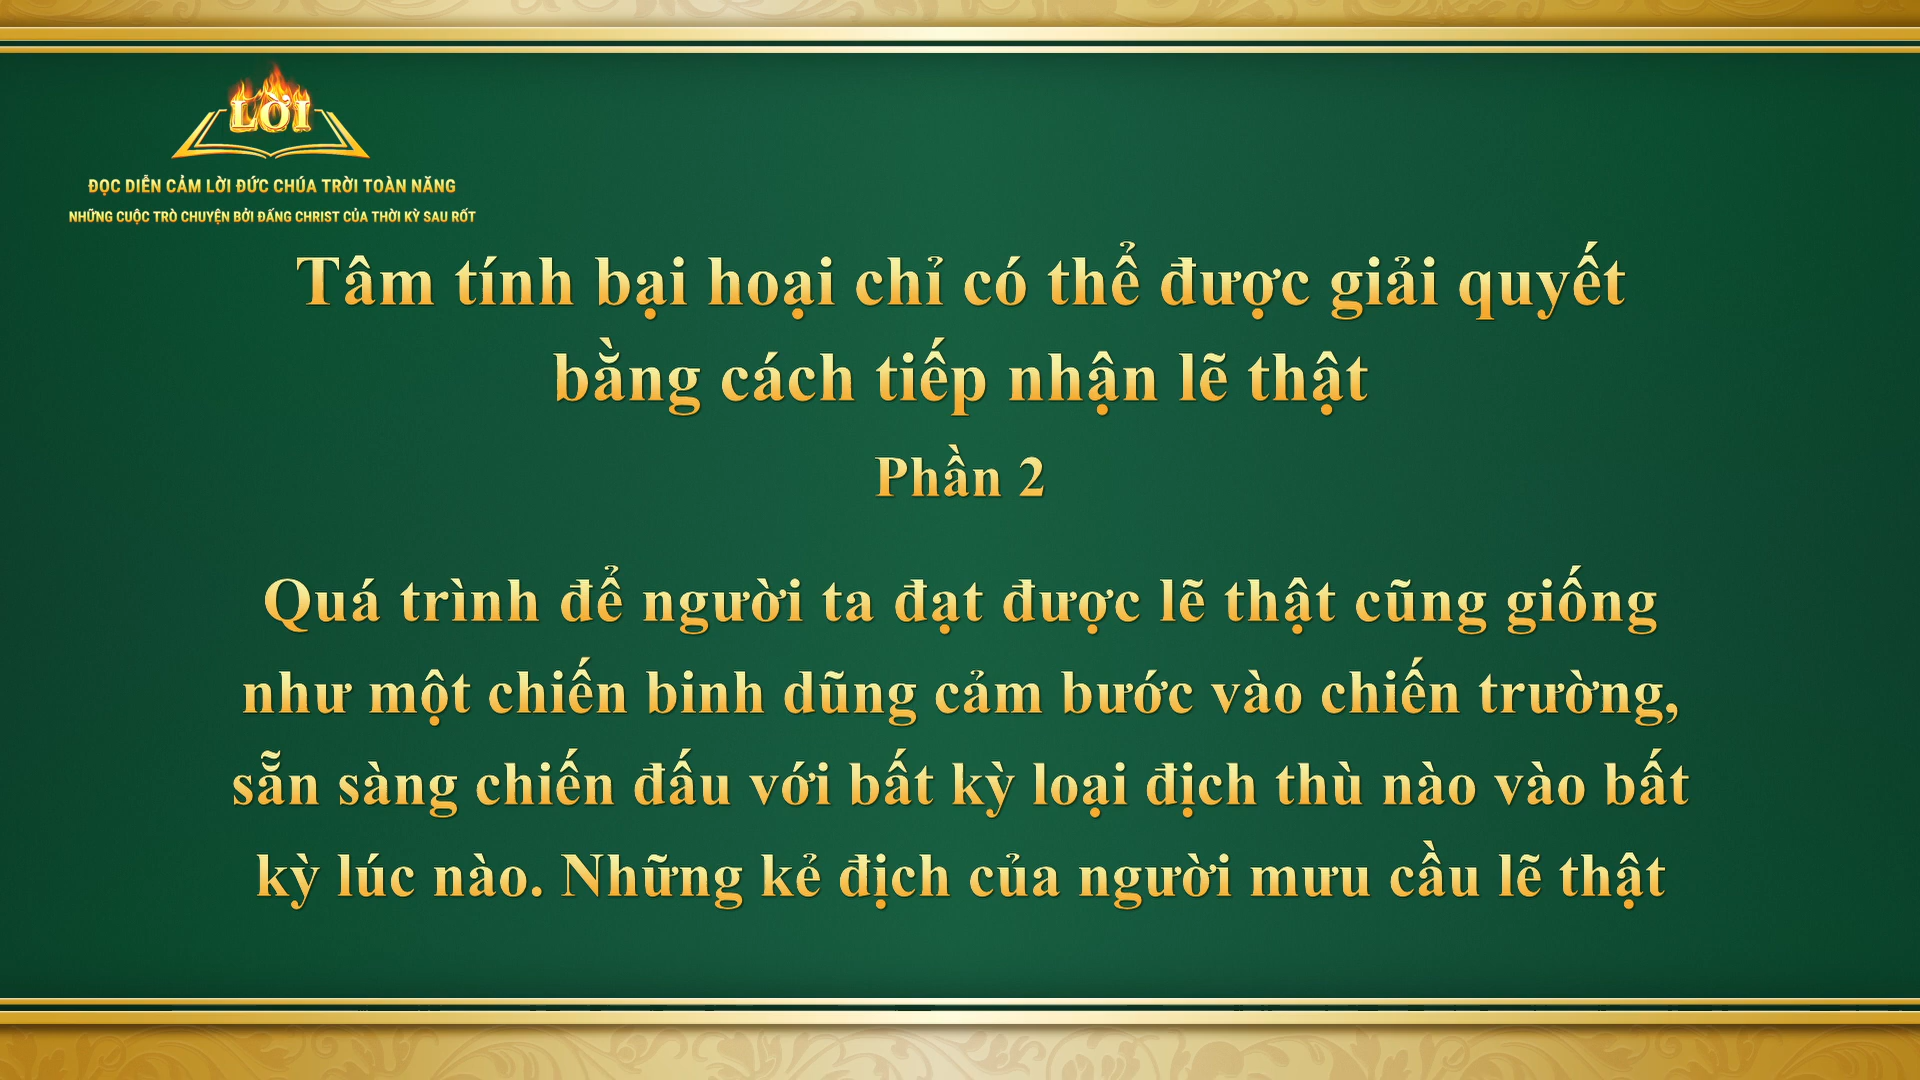 LỜI
ĐỌC DIỄN CẢM LỜI ĐỨC CHÚA TRỜI TOÀN NĂNG
NHỮNG CUỘC TRÒ CHUYỆN BỞI ĐẤNG CHRIST CỦA THỜI KỲ SAU RỐT
Tâm tính bại hoại chỉ có thể được giải quyết
bằng cách tiếp nhận lẽ thật
Phần 2
Quá trình để người ta đạt được lẽ thật cũng giống
như một chiến binh dũng cảm bước vào chiến trường,
sẵn sàng chiến đấu với bất kỳ loại địch thù nào vào bất
kỳ lúc nào. Những kẻ địch của người mưu cầu lẽ thật